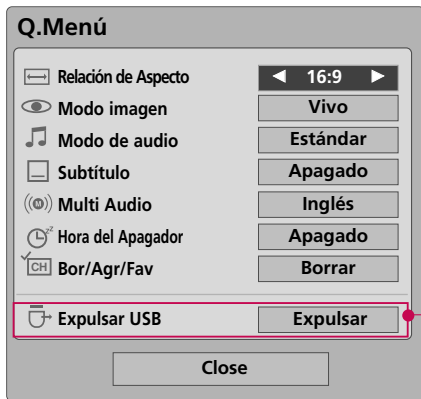 Q.Menú
Relación de Aspecto ◀ 16:9 ▶
Modo imagen Vivo
Modo de audio Estándar
Subtítulo Apagado
Multi Audio Inglés
Hora del Apagador Apagado
CH Bor/Agr/Fav Borrar
Expulsar USB Expulsar
Close